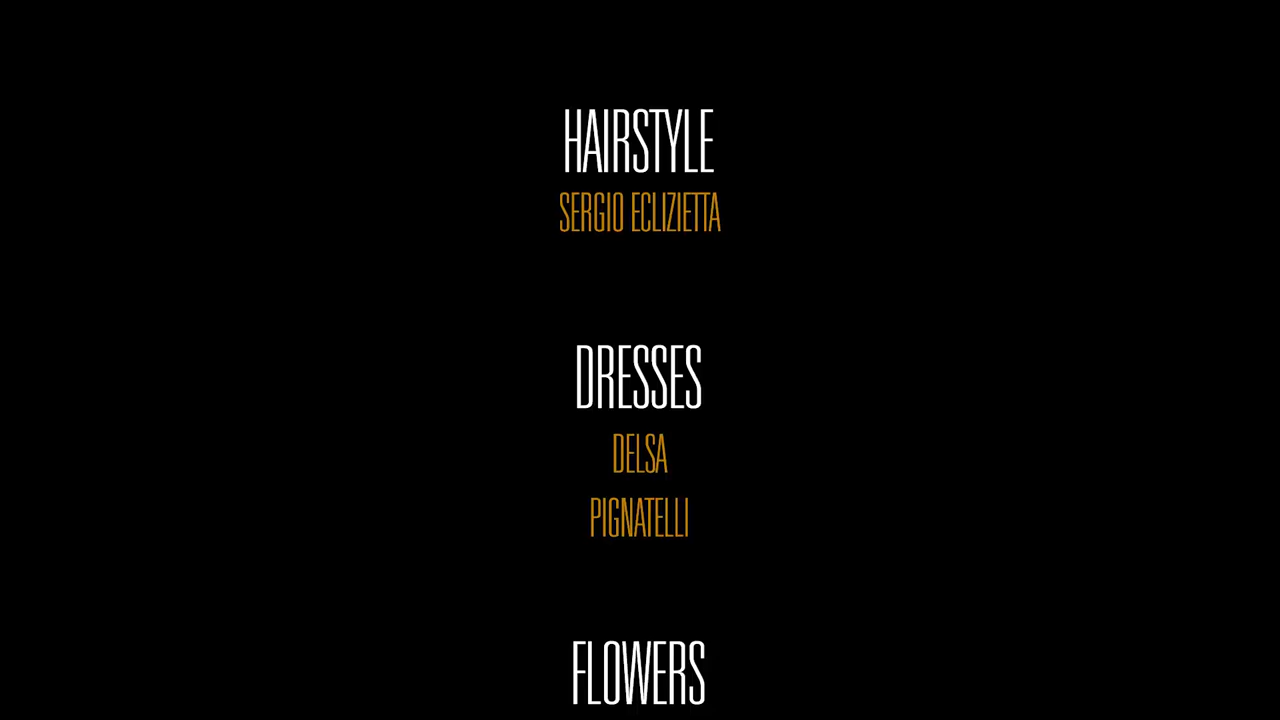 HAIRSTYLE
SERGIO ECLIZIETTA
DRESSES
DELSA
PIGNATELLI
FLOWERS